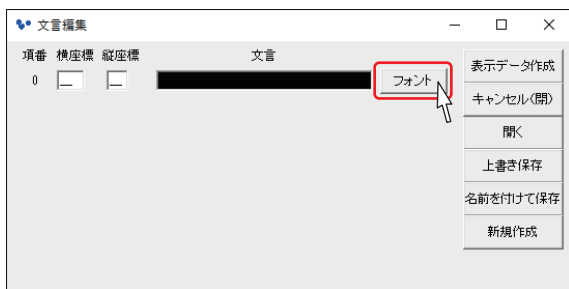 文言編集
項番 横座標 縦座標 文言
0 フォント
表示データ作成
キャンセル(閉)
開く
上書き保存
名前を付けて保存
新規作成